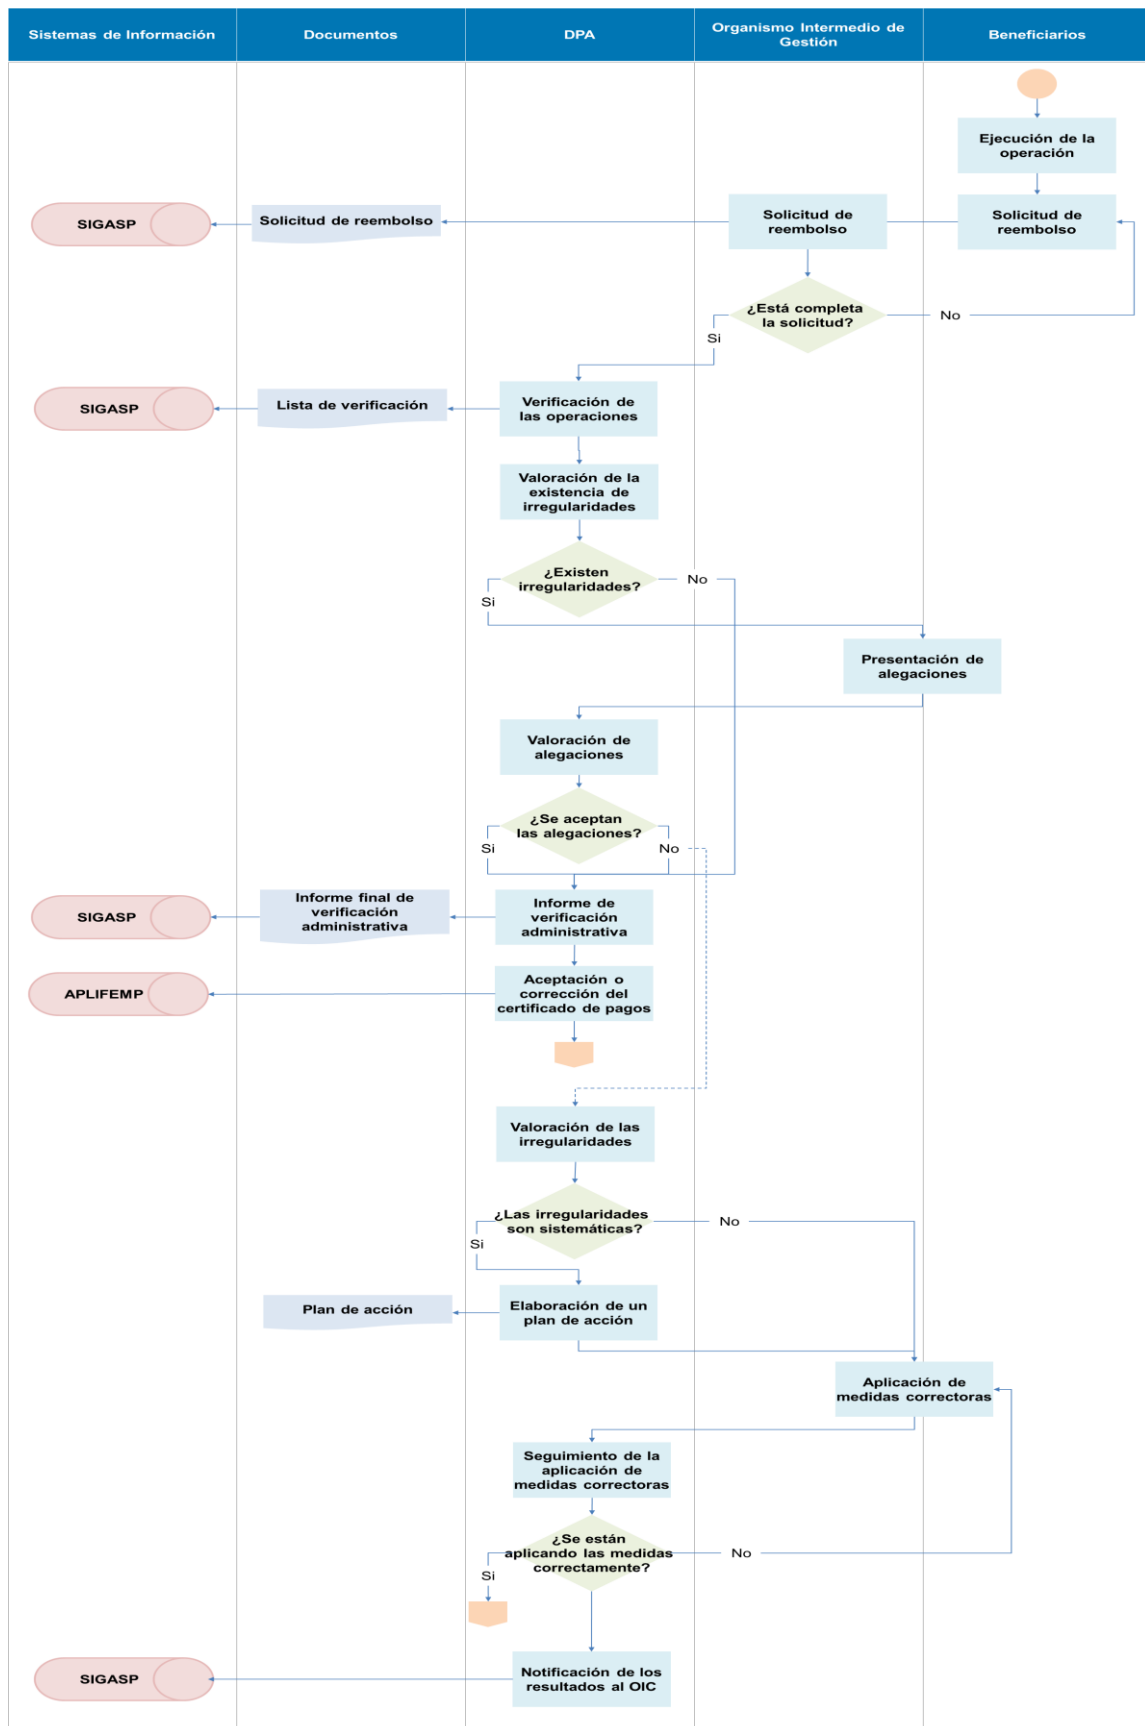 Sistemas de Información
Documentos
DPA
Organismo Intermedio de
Gestión
Beneficiarios
Ejecución de la
operación
SIGASP
Solicitud de reembolso
Solicitud de
reembolso
Solicitud de
reembolso
¿Está completa
la solicitud?
No
Si
SIGASP
Lista de verificación
Verificación de
las operaciones
Valoración de la
existencia de
irregularidades
¿Existen
irregularidades?
No
Si
Presentación de
alegaciones
Valoración de
alegaciones
¿Se aceptan
las alegaciones?
Si
No
SIGASP
Informe final de
verificación
administrativa
Informe de
verificación
administrativa
APLIFEMP
Aceptación o
corrección del
certificado de pagos
Valoración de las
irregularidades
¿Las irregularidades
son sistemáticas?
No
Si
Plan de acción
Elaboración de un
plan de acción
Aplicación de
medidas correctoras
Seguimiento de la
aplicación de
medidas correctoras
¿Se están
aplicando las medidas
correctamente?
No
Si
SIGASP
Notificación de los
resultados al OIC